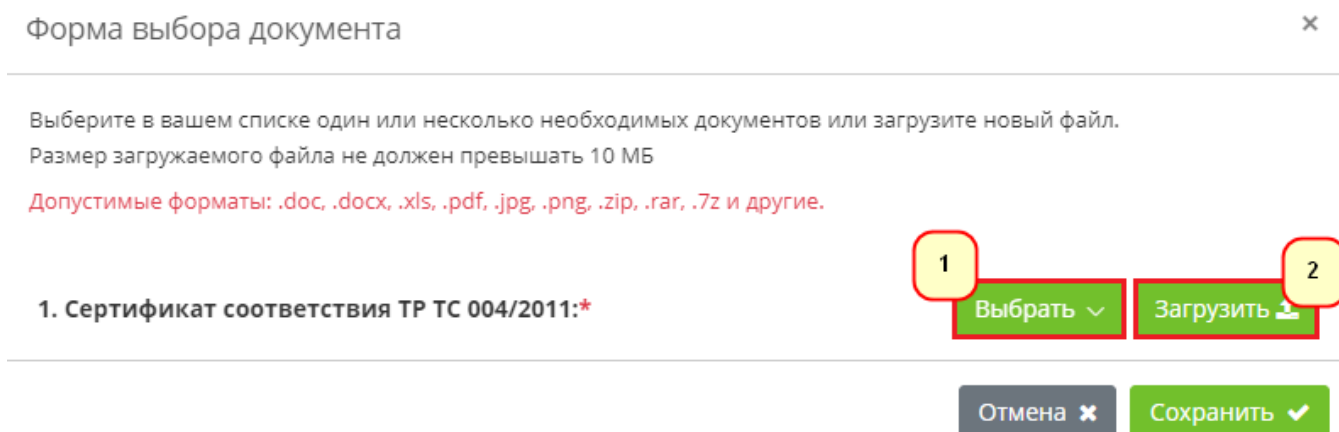 Форма выбора документа ×
Выберите в вашем списке один или несколько необходимых документов или загрузите новый файл.
Размер загружаемого файла не должен превышать 10 МБ
Допустимые форматы: .doc, .docx, .xls, .pdf, .jpg, .png, .zip, .rar, .7z и другие.
1
2
1. Сертификат соответствия ТР ТС 004/2011:* Выбрать Загрузить
Отмена Сохранить